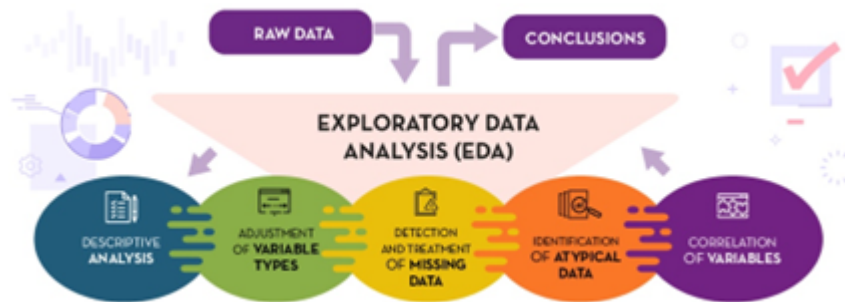 RAW DATA
CONCLUSIONS
EXPLORATORY DATA
ANALYSIS (EDA)
DESCRIPTIVE
ANALYSIS
ADJUSTMENT
OF VARIABLE
TYPES
DETECTION
AND TREATMENT
OF MISSING
DATA
IDENTIFICATION
OF ATYPICAL
DATA
CORRELATION
OF VARIABLES